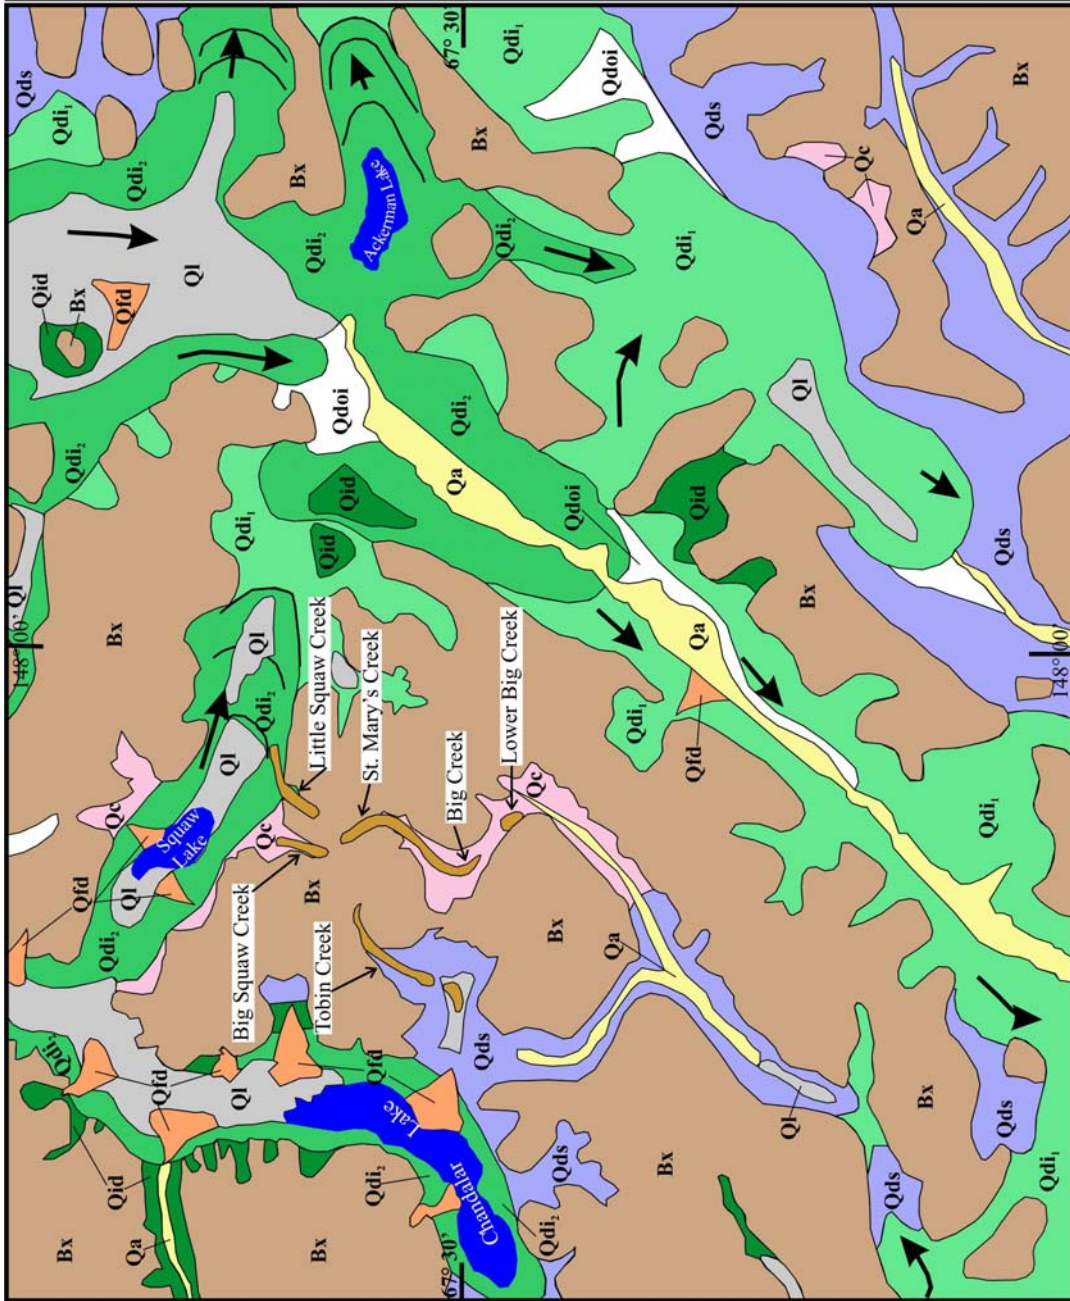 Bx
Qdi₂
Qfd
Ql
148° 00'
Qdi₂
Qid
Bx
Qds
Qdi₁
Qid
Qa
Qfd
Qdi₂
Qc
Bx
Qfd
Qdi₂
Ql
Squaw
Lake
Ql
Ql
Ql
Big Squaw Creek
Qc
Qdi₂
Ql
Qdi₁
Bx
Tobin Creek
Bx
Little Squaw Creek
Qid
Qid
Qdoi
Qdi₂
Bx
Qdi₂
Qfd
St. Mary's Creek
Ackerman Lake
67° 30'
Chandalar
Lake
Big Creek
Qa
Qdi₂
Bx
67° 30'
Qds
Lower Big Creek
Qdi₂
Qdi₁
Qdi₂
Qds
Bx
Qc
Qdoi
Qa
Qdi₁
Qdoi
Bx
Qfd
Qa
Qid
Qdi₁
Qds
Ql
Bx
Ql
Qc
Qds
Bx
Qa
Qdi₁
Qds
Bx
Qds
Qdi₁
148° 00'